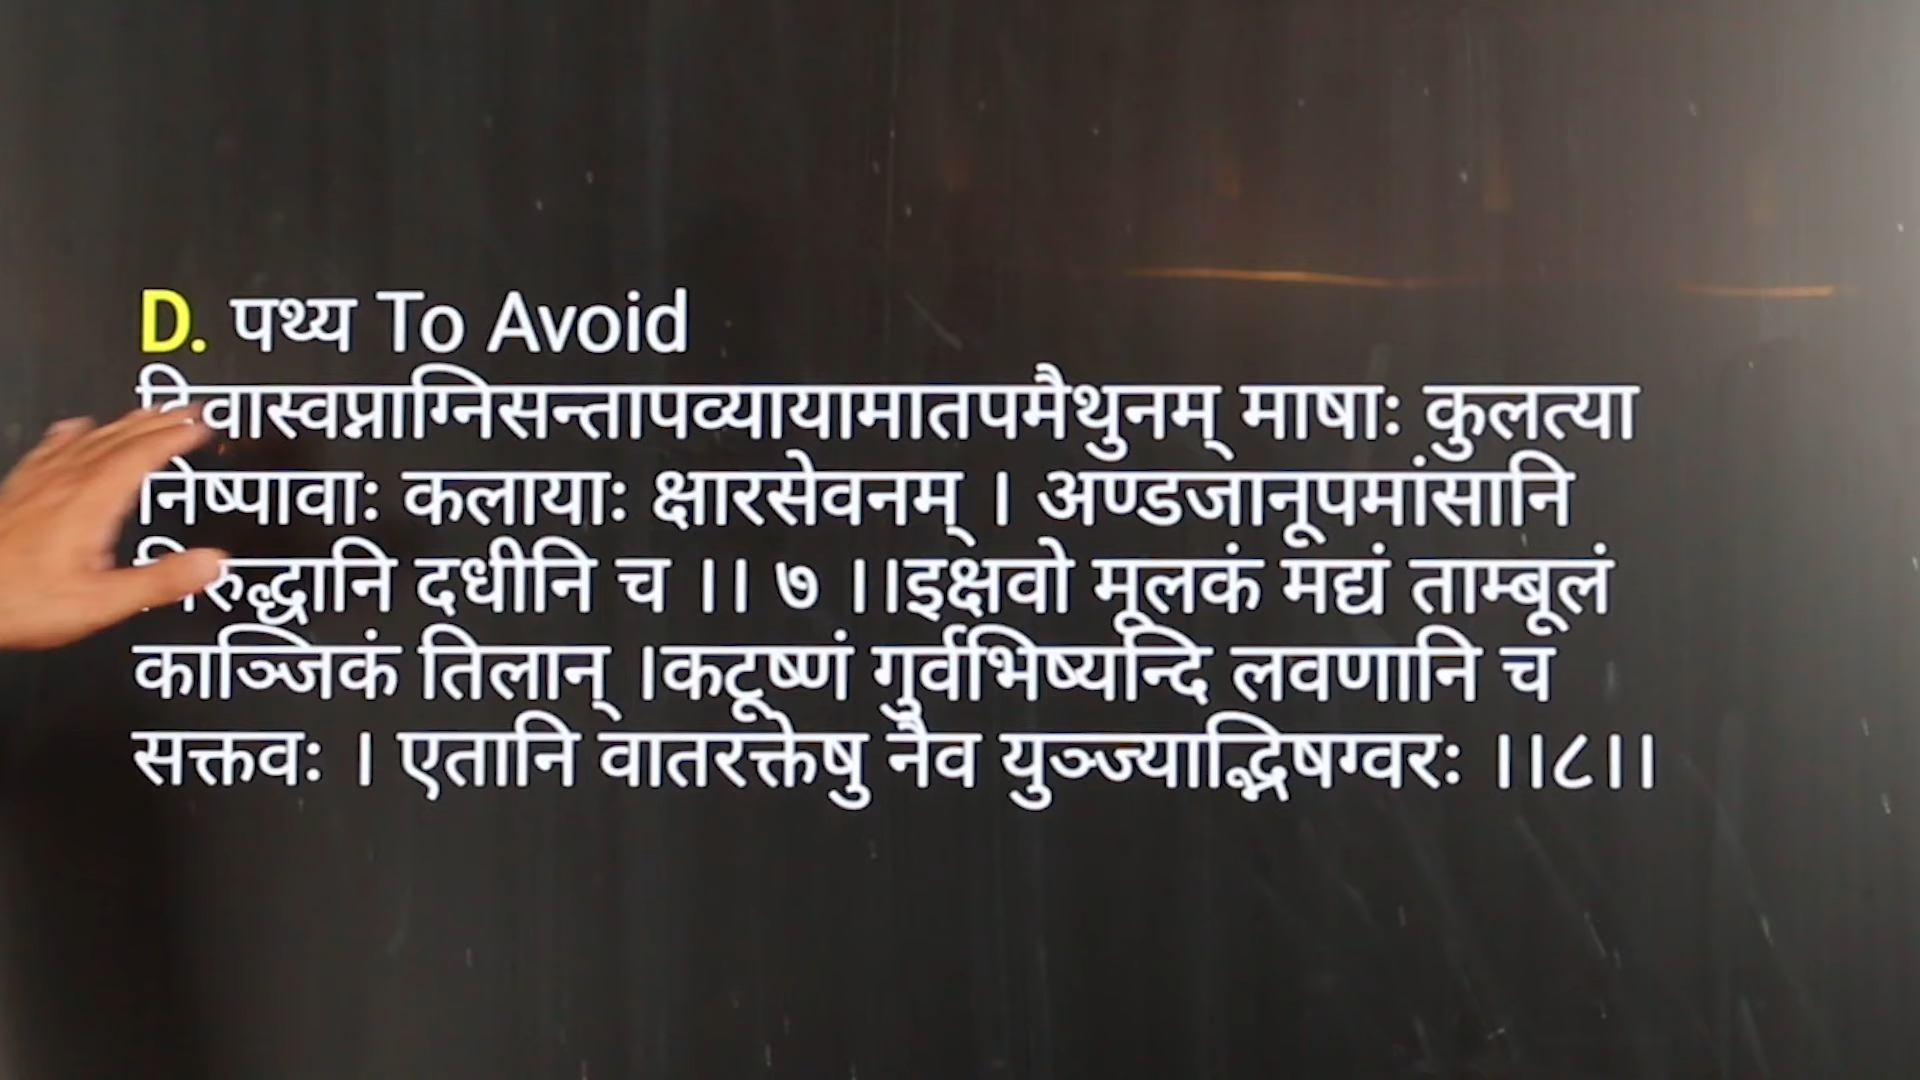 D. पथ्य To Avoid
दिवास्वप्नाग्निसन्तापव्यायामातपमैथुनम् माषाः कुलत्या
निष्पावाः कलायाः क्षारसेवनम् । अण्डजानूपमांसानि
विरुद्धानि दधीनि च ।। ७ ।।इक्षवो मूलकं मद्यं ताम्बूलं
काञ्जिकं तिलान् ।कटूष्णं गुर्वभिष्यन्दि लवणानि च
सक्तवः । एतानि वातरक्तेषु नैव युञ्ज्याद्भिषग्वरः ।।८।।